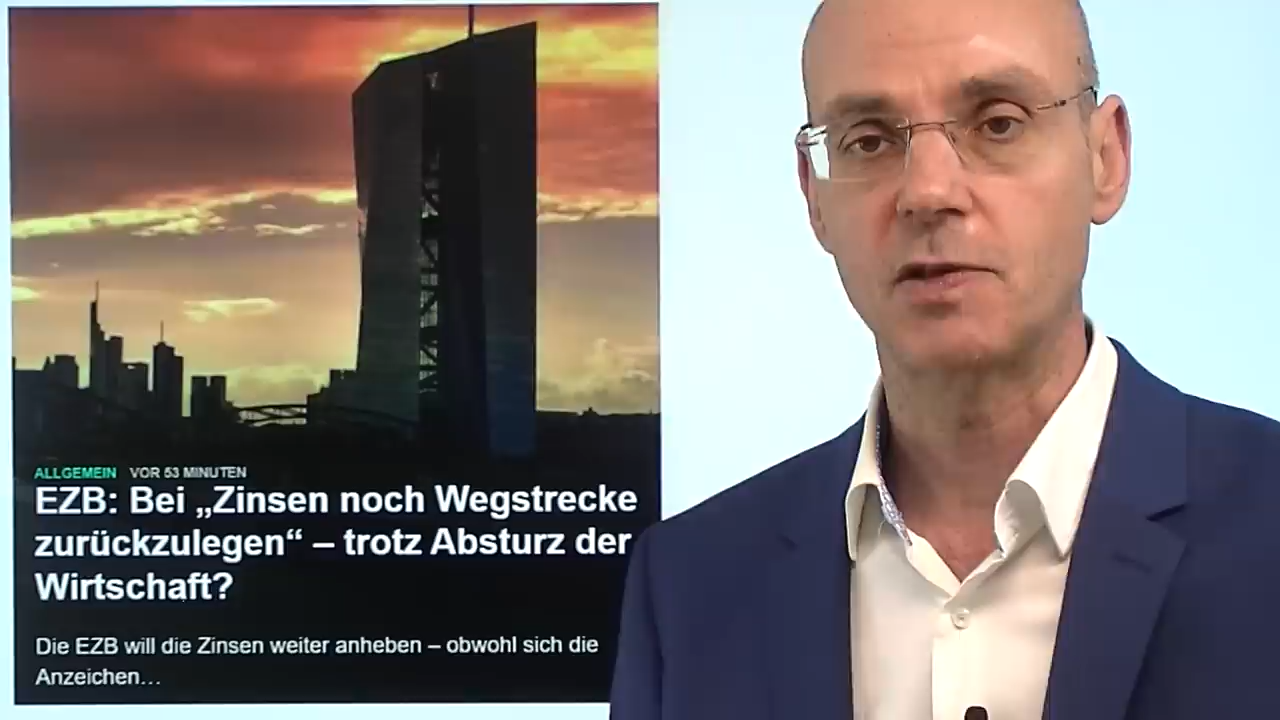 ALLGEMEIN VOR 53 MINUTEN
EZB: Bei „Zinsen noch Wegstrecke
zurückzulegen“ – trotz Absturz der
Wirtschaft?
Die EZB will die Zinsen weiter anheben – obwohl sich die
Anzeichen…